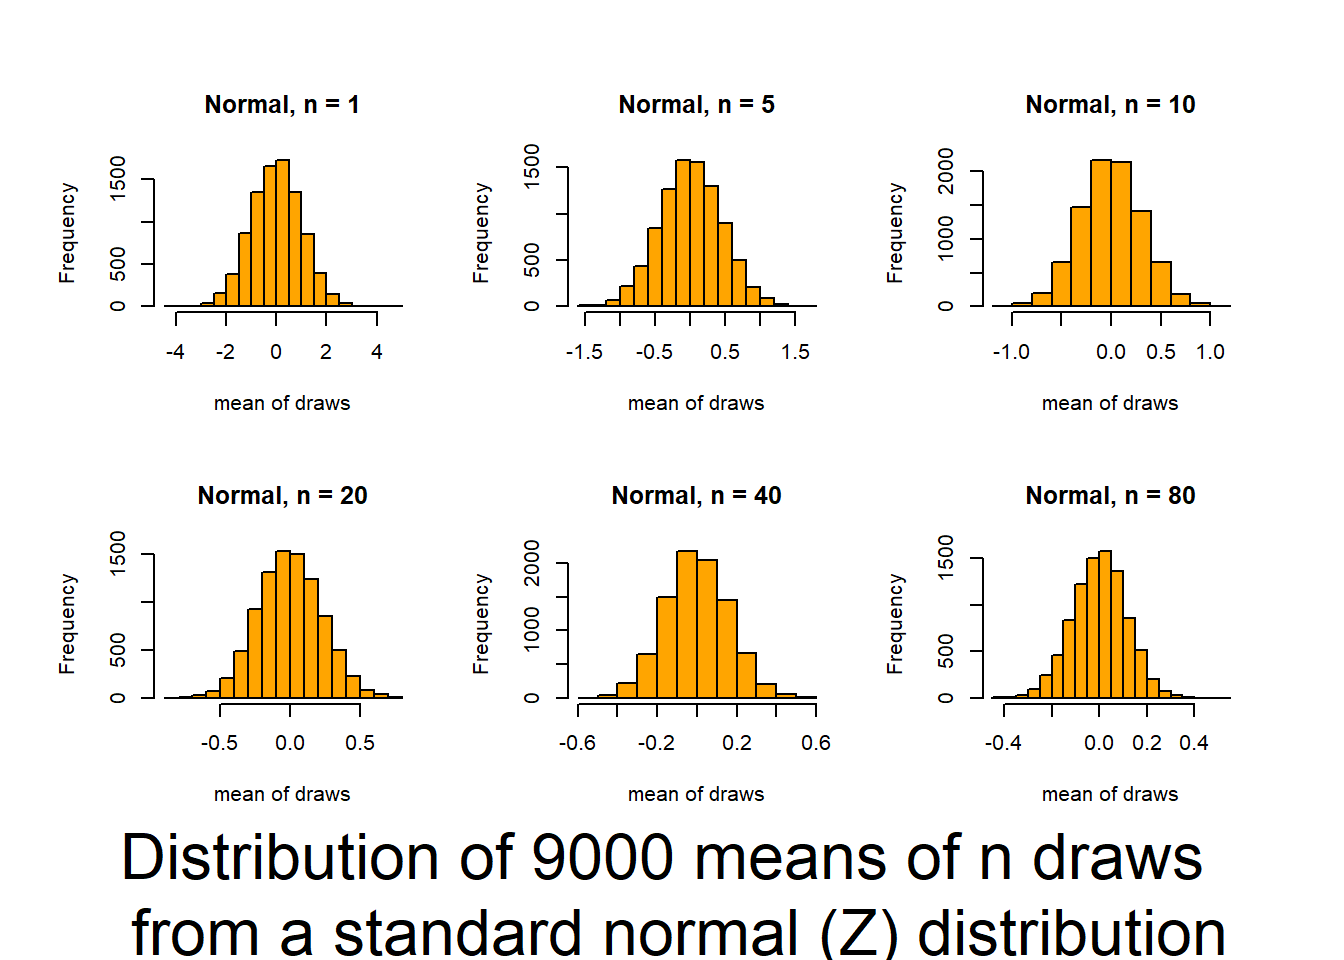 Normal, n = 1
Frequency
0 500 1500
-4 -2 0 2 4
mean of draws
Normal, n = 5
Frequency
0 500 1500
-1.5 -0.5 0.5 1.5
mean of draws
Normal, n = 10
Frequency
0 1000 2000
-1.0 0.0 0.5 1.0
mean of draws
Normal, n = 20
Frequency
0 500 1500
-0.5 0.0 0.5
mean of draws
Normal, n = 40
Frequency
0 1000 2000
-0.6 -0.2 0.2 0.6
mean of draws
Normal, n = 80
Frequency
0 500 1500
-0.4 0.0 0.2 0.4
mean of draws
Distribution of 9000 means of n draws
from a standard normal (Z) distribution